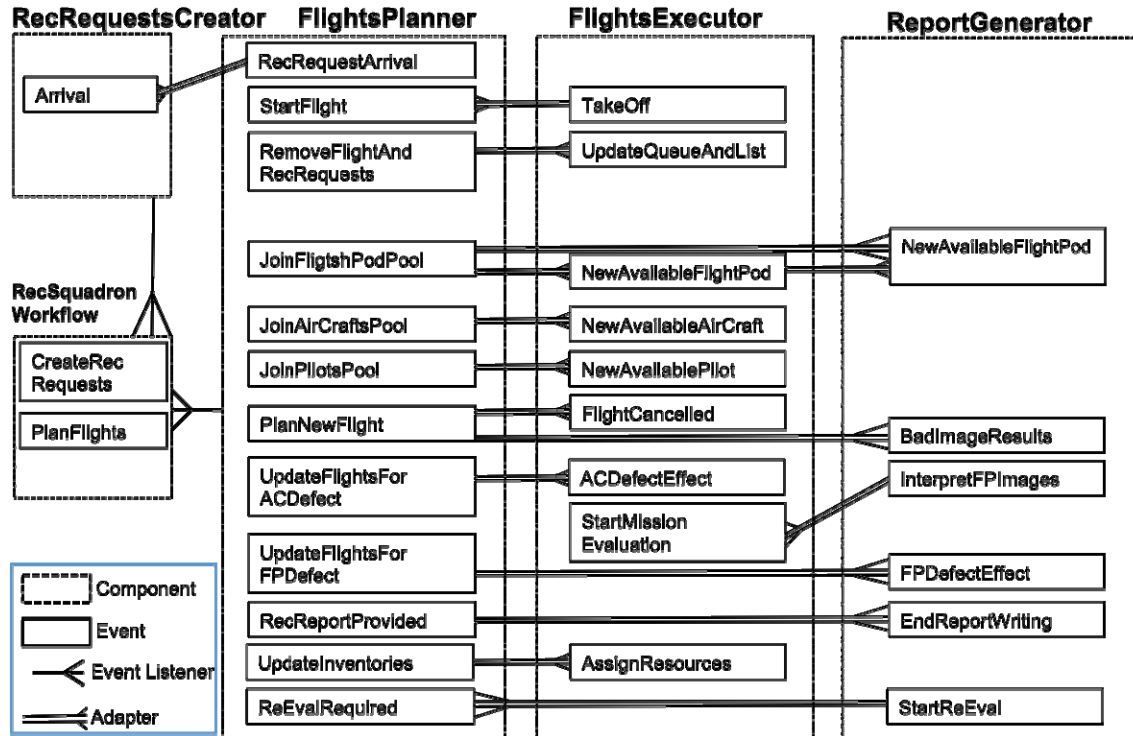 RecRequestsCreator
FlightsPlanner
FlightsExecutor
ReportGenerator
Arrival
RecRequestArrival
StartFlight
TakeOff
RemoveFlightAnd
RecRequests
UpdateQueueAndList
JoinFligtshPodPool
NewAvailableFlightPod
NewAvailableFlightPod
RecSquadron
Workflow
CreateRec
Requests
PlanFlights
JoinAirCraftsPool
NewAvailableAirCraft
JoinPilotsPool
NewAvailablePilot
PlanNewFlight
FlightCancelled
BadImageResults
UpdateFlightsFor
ACDefect
ACDefectEffect
InterpretFPImages
StartMission
Evaluation
UpdateFlightsFor
FPDefect
FPDefectEffect
RecReportProvided
EndReportWriting
UpdateInventories
AssignResources
ReEvalRequired
StartReEval
Component
Event
Event Listener
Adapter